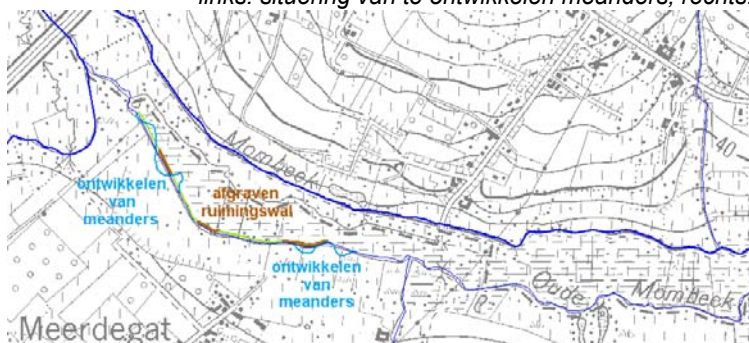 links: situering van te ontwikkelen meanders, rechts:
Mombeek
40
ontwikkelen
van
meanders
afgraven
ruimingswal
ontwikkelen
van
meanders
Oude
Mombeek
Meerdegat